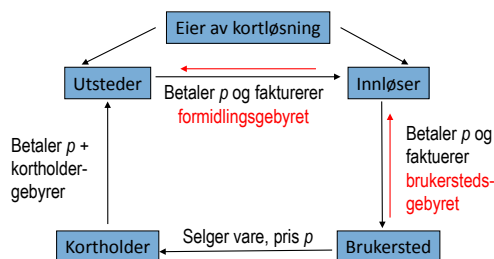 Eier av kortløsning
Utsteder
Innløser
Betaler p og fakturerer
formidlingsgebyret
Betaler p +
kortholder-
gebyrer
Betaler p og
faktuerer
brukersteds-
gebyret
Selger vare, pris p
Kortholder
Brukersted